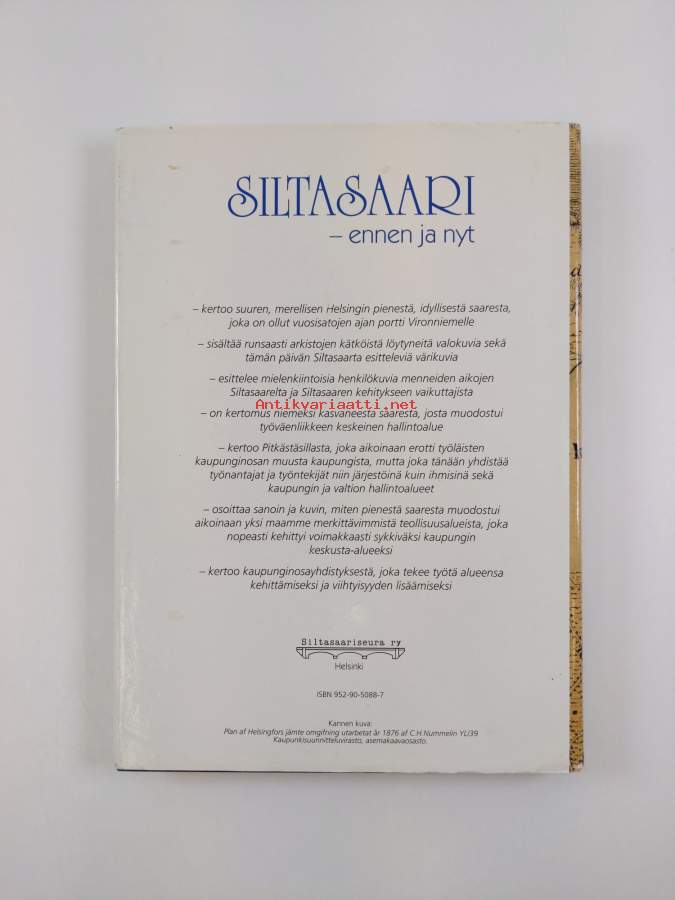 SILTASAARI
– ennen ja nyt
– kertoo suuren, merellisen Helsingin pienestä, idyllisestä saaresta,
joka on ollut vuosisatojen ajan portti Vironniemelle
– sisältää runsaasti arkistojen kätköistä löytyneitä valokuvia sekä
tämän päivän Siltasaarta esitteleviä värikuvia
– esittelee mielenkiintoisia henkilökuvia menneiden aikojen
Siltasaarelta ja Siltasaaren kehitykseen vaikuttajista
Antikvariaatti.net
– on kertomus niemeksi kasvaneesta saaresta, josta muodostui
työväenliikkeen keskeinen hallintoalue
– kertoo Pitkästäsillasta, joka aikoinaan erotti työläisten
kaupunginosan muusta kaupungista, mutta joka tänään yhdistää
työnantajat ja työntekijät niin järjestöinä kuin ihmisinä sekä
kaupungin ja valtion hallintoalueet
– osoittaa sanoin ja kuvin, miten pienestä saaresta muodostui
aikoinaan yksi maamme merkittävimmistä teollisuusalueista, joka
nopeasti kehittyi voimakkaasti sykkiväksi kaupungin
keskusta-alueeksi
– kertoo kaupunginosayhdistyksestä, joka tekee työtä alueensa
kehittämiseksi ja viihtyisyyden lisäämiseksi
Siltasaariseura ry
Helsinki
ISBN 952-90-5088-7
Kannen kuva:
Plan af Helsingfors jämte omgifning utarbetat år 1876 af C.H.Nummelin YL/39
Kaupunkisuunnitteluvirasto, asemakaavaosasto.